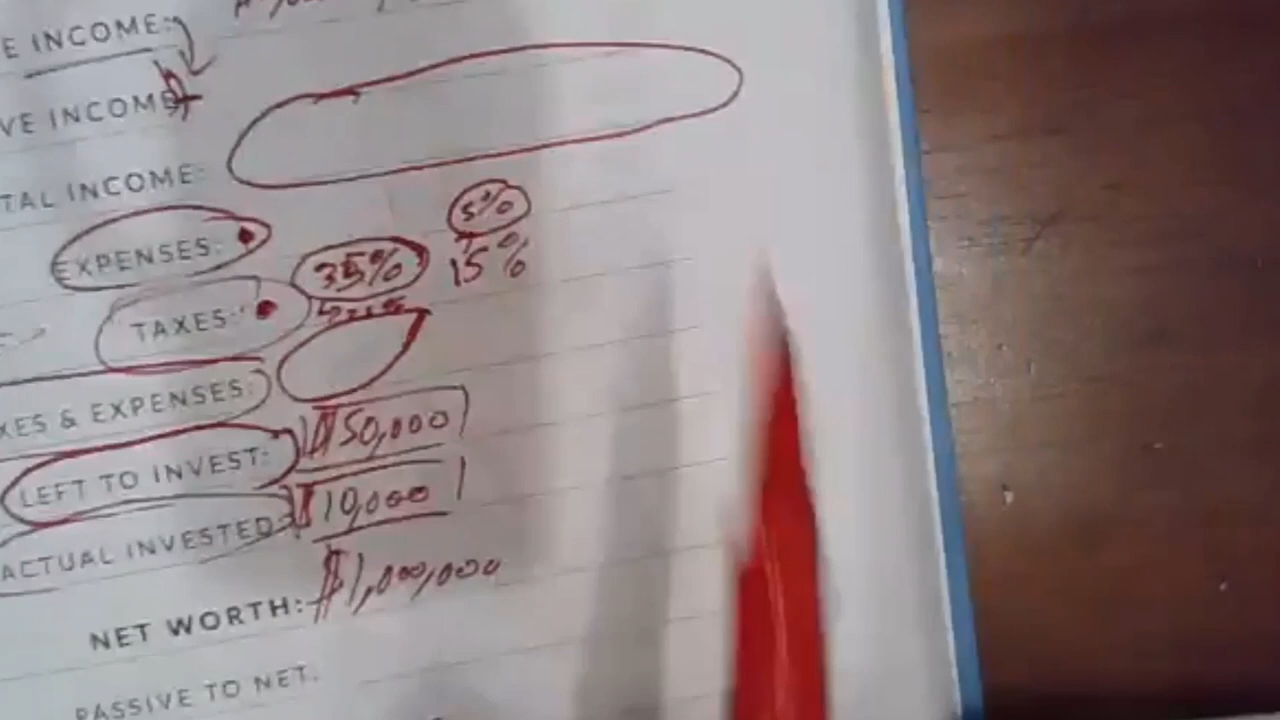 E INCOME:
VE INCOME
TAL INCOME:
5%
EXPENSES:
35% 15%
TAXES:
XES & EXPENSES:
LEFT TO INVEST: $150,000
ACTUAL INVESTED: $10,000
NET WORTH: $1,000,000
PASSIVE TO NET: